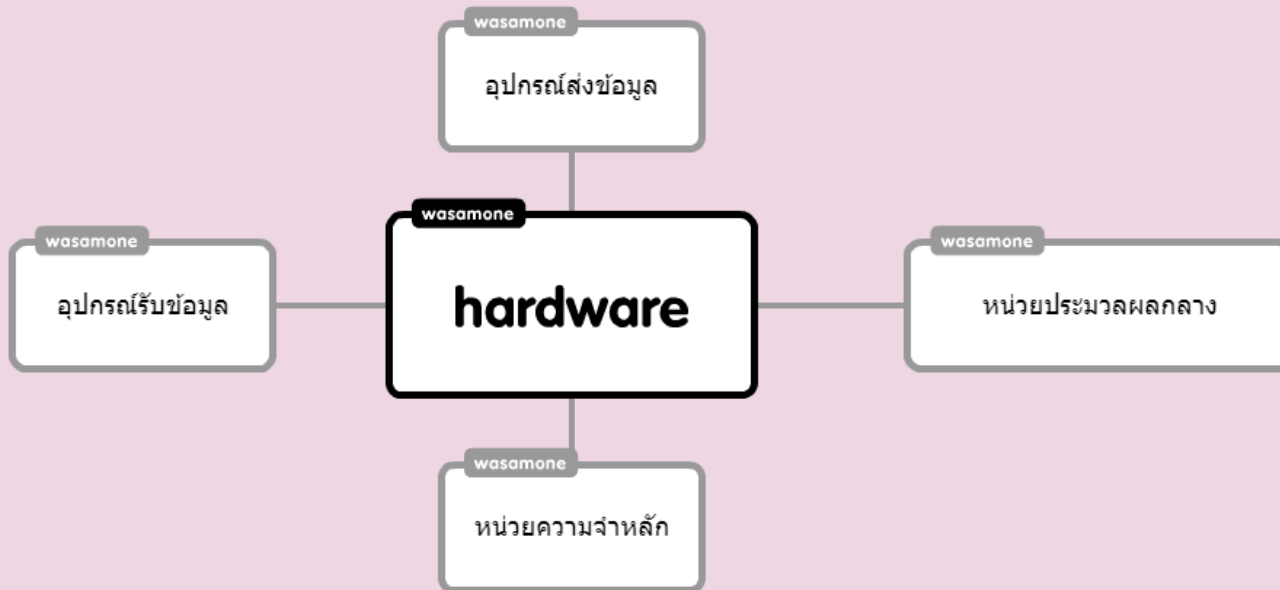 wasamone
อุปกรณ์ส่งข้อมูล
wasamone
hardware
wasamone
อุปกรณ์รับข้อมูล
wasamone
หน่วยประมวลผลกลาง
wasamone
หน่วยความจำหลัก